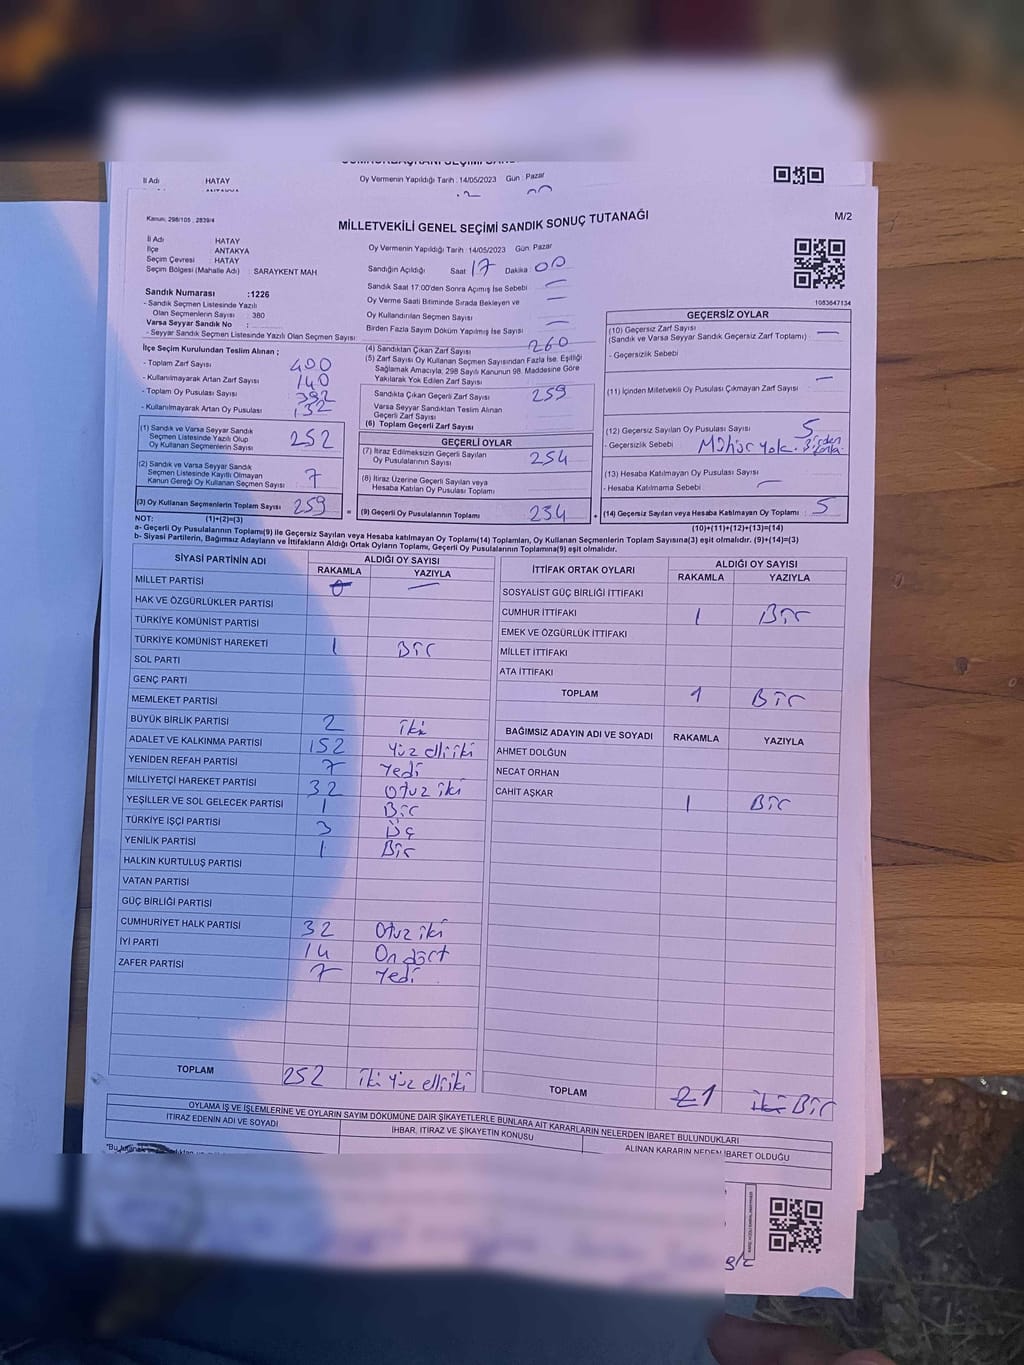 İl Adı HATAY
Oy Vermenin Yapıldığı Tarih : 14/05/2023 Gün : Pazar
Kanun: 298/105 ; 2839/4
MİLLETVEKİLİ GENEL SEÇİMİ SANDIK SONUÇ TUTANAĞI
M/2
İl Adı HATAY
İlçe ANTAKYA
Seçim Çevresi : HATAY
Seçim Bölgesi (Mahalle Adı) : SARAYKENT MAH
Oy Vermenin Yapıldığı Tarih : 14/05/2023 Gün: Pazar
Sandığın Açıldığı Saat 17 Dakika 00
Sandık Saat 17:00'den Sonra Açımış İse Sebebi —
Oy Verme Saati Bitiminde Sırada Bekleyen ve
Oy Kullandırılan Seçmen Sayısı —
Birden Fazla Sayım Döküm Yapılmış İse Sayısı —
1083647134
Sandık Numarası :1226
- Sandık Seçmen Listesinde Yazılı
Olan Seçmenlerin Sayısı : 380
Varsa Seyyar Sandık No :
- Seyyar Sandık Seçmen Listesinde Yazılı Olan Seçmen Sayısı :
İlçe Seçim Kurulundan Teslim Alınan ;
- Toplam Zarf Sayısı 400
- Kullanılmayarak Artan Zarf Sayısı 140
- Toplam Oy Pusulası Sayısı 392
- Kullanılmayarak Artan Oy Pusulası 132
(1) Sandık ve Varsa Seyyar Sandık
Seçmen Listesinde Yazılı Olup
Oy Kullanan Seçmenlerin Sayısı 252
(2) Sandık ve Varsa Seyyar Sandık
Seçmen Listesinde Kayıtlı Olmayan
Kanun Gereği Oy Kullanan Seçmen Sayısı 7
(3) Oy Kullanan Seçmenlerin Toplam Sayısı 259
(4) Sandıktan Çıkan Zarf Sayısı 260
(5) Zarf Sayısı Oy Kullanan Seçmen Sayısından Fazla İse, Eşitliği
Sağlamak Amacıyla, 298 Sayılı Kanunun 98. Maddesine Göre
Yakılarak Yok Edilen Zarf Sayısı
Sandıkta Çıkan Geçerli Zarf Sayısı 259
Varsa Seyyar Sandıktan Teslim Alınan
Geçerli Zarf Sayısı
(6) Toplam Geçerli Zarf Sayısı
GEÇERLİ OYLAR
(7) İtiraz Edilmeksizin Geçerli Sayılan
Oy Pusulalarının Sayısı 254
(8) İtiraz Üzerine Geçerli Sayılan veya
Hesaba Katılan Oy Pusulası Toplamı
= (9) Geçerli Oy Pusulalarının Toplamı 254
GEÇERSİZ OYLAR
(10) Geçersiz Zarf Sayısı —
(Sandık ve Varsa Seyyar Sandık Geçersiz Zarf Toplamı)
- Geçersizlik Sebebi
(11) İçinden Milletvekili Oy Pusulası Çıkmayan Zarf Sayısı —
(12) Geçersiz Sayılan Oy Pusulası Sayısı 5
- Geçersizlik Sebebi Mühür Yok. Birden fazla.
(13) Hesaba Katılmayan Oy Pusulası Sayısı
- Hesaba Katılmama Sebebi —
+ (14) Geçersiz Sayılan veya Hesaba Katılmayan Oy Toplamı : 5
NOT: (1)+(2)=(3)
(10)+(11)+(12)+(13)=(14)
a- Geçerli Oy Pusulalarının Toplamı(9) ile Geçersiz Sayılan veya Hesaba katılmayan Oy Toplamı(14) Toplamları, Oy Kullanan Seçmenlerin Toplam Sayısına(3) eşit olmalıdır. (9)+(14)=(3)
b- Siyasi Partilerin, Bağımsız Adayların ve İttifakların Aldığı Ortak Oyların Toplamı, Geçerli Oy Pusulalarının Toplamına(9) eşit olmalıdır.
SİYASİ PARTİNİN ADI ALDIĞI OY SAYISI
RAKAMLA YAZIYLA
MİLLET PARTİSİ 0 —
HAK VE ÖZGÜRLÜKLER PARTİSİ
TÜRKİYE KOMÜNİST PARTİSİ
TÜRKİYE KOMÜNİST HAREKETİ 1 Bir
SOL PARTİ
GENÇ PARTİ
MEMLEKET PARTİSİ
BÜYÜK BİRLİK PARTİSİ 2 iki
ADALET VE KALKINMA PARTİSİ 152 Yüz elli iki
YENİDEN REFAH PARTİSİ 7 Yedi
MİLLİYETÇİ HAREKET PARTİSİ 32 Otuz iki
YEŞİLLER VE SOL GELECEK PARTİSİ 1 Bir
TÜRKİYE İŞÇİ PARTİSİ 3 Üç
YENİLİK PARTİSİ 1 Bir
HALKIN KURTULUŞ PARTİSİ
VATAN PARTİSİ
GÜÇ BİRLİĞİ PARTİSİ
CUMHURİYET HALK PARTİSİ 32 Otuz iki
İYİ PARTİ 14 On dört
ZAFER PARTİSİ 7 Yedi
TOPLAM 252 iki yüz elli iki
İTTİFAK ORTAK OYLARI ALDIĞI OY SAYISI
RAKAMLA YAZIYLA
SOSYALİST GÜÇ BİRLİĞİ İTTİFAKI
CUMHUR İTTİFAKI 1 Bir
EMEK VE ÖZGÜRLÜK İTTİFAKI
MİLLET İTTİFAKI
ATA İTTİFAKI
TOPLAM 1 Bir
BAĞIMSIZ ADAYIN ADI VE SOYADI RAKAMLA YAZIYLA
AHMET DOLĞUN
NECAT ORHAN
CAHİT AŞKAR 1 Bir
TOPLAM 1 Bir
OYLAMA İŞ VE İŞLEMLERİNE VE OYLARIN SAYIM DÖKÜMÜNE DAİR ŞİKAYETLERLE BUNLARA AİT KARARLARIN NELERDEN İBARET BULUNDUKLARI
İTİRAZ EDENİN ADI VE SOYADI İHBAR, İTİRAZ VE ŞİKAYETİN KONUSU ALINAN KARARIN NEDEN İBARET OLDUĞU